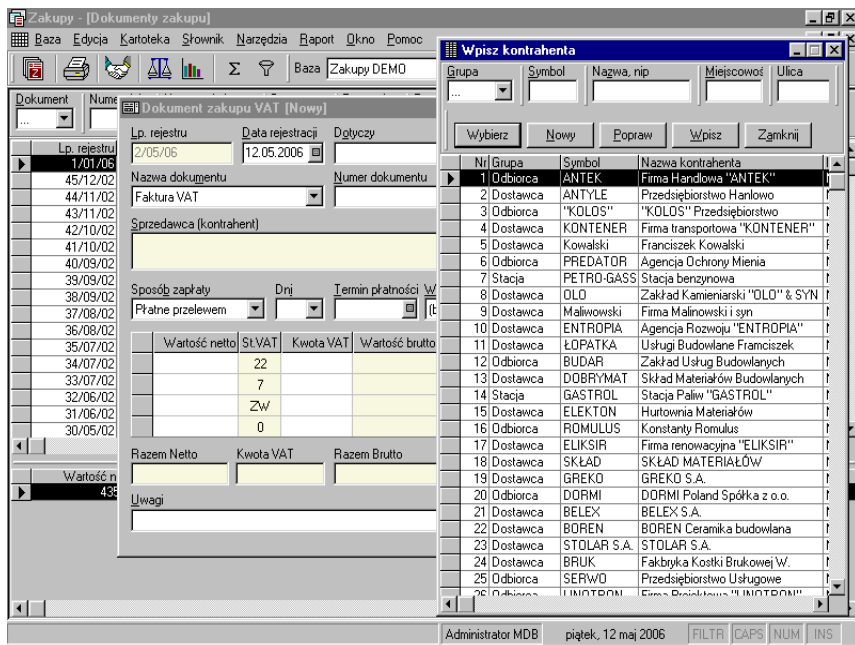 Zakupy - [Dokumenty zakupu]
Baza Edycja Kartoteka Słownik Narzędzia Raport Okno Pomoc
Σ Baza Zakupy DEMO
Dokument Nume
...
Lp. rejestru
1/01/06
45/12/02
44/11/02
43/11/02
42/10/02
41/10/02
40/09/02
39/09/02
38/09/02
37/08/02
36/08/02
35/07/02
34/07/02
33/07/02
32/06/02
31/06/02
30/05/02
Wartość n
435
Dokument zakupu VAT [Nowy]
Lp. rejestru Data rejestracji Dotyczy
2/05/06 12.05.2006
Nazwa dokumentu Numer dokumentu
Faktura VAT
Sprzedawca (kontrahent)
Sposób zapłaty Dni Termin płatności W
Płatne przelewem (b
Wartość netto St.VAT Kwota VAT Wartość brutto
22
7
ZW
0
Razem Netto Kwota VAT Razem Brutto
Uwagi
Wpisz kontrahenta
Grupa Symbol Nazwa, nip Miejscowoś Ulica
...
Wybierz Nowy Popraw Wpisz Zamknij
Nr Grupa Symbol Nazwa kontrahenta
1 Odbiorca ANTEK Firma Handlowa "ANTEK"
2 Dostawca ANTYLE Przedsiębiorstwo Hanlowo
3 Odbiorca "KOLOS" "KOLOS" Przedsiębiorstwo
4 Dostawca KONTENER Firma transportowa "KONTENER"
5 Dostawca Kowalski Franciszek Kowalski
6 Odbiorca PREDATOR Agencja Ochrony Mienia
7 Stacja PETRO-GASS Stacja benzynowa
8 Dostawca OLO Zakład Kamieniarski "OLO" & SYN
9 Dostawca Maliwowski Firma Malinowski i syn
10 Dostawca ENTROPIA Agencja Rozwoju "ENTROPIA"
11 Dostawca ŁOPATKA Usługi Budowlane Framciszek
12 Odbiorca BUDAR Zakład Usług Budowlanych
13 Dostawca DOBRYMAT Skład Materiałów Budowlanych
14 Stacja GASTROL Stacja Paliw "GASTROL"
15 Dostawca ELEKTON Hurtownia Materiałów
16 Odbiorca ROMULUS Konstanty Romulus
17 Dostawca ELIKSIR Firma renowacyjna "ELIKSIR"
18 Dostawca SKŁAD SKŁAD MATERIAŁÓW
19 Dostawca GREKO GREKO S.A.
20 Odbiorca DORMI DORMI Poland Spółka z o.o.
21 Dostawca BELEX BELEX S.A.
22 Dostawca BOREN BOREN Ceramika budowlana
23 Dostawca STOLAR S.A. STOLAR S.A.
24 Dostawca BRUK Fakbryka Kostki Brukowej W.
25 Odbiorca SERWO Przedsiębiorstwo Usługowe
26 Odbiorca LINOTRON Firma Projektowa "LINOTRON"
Administrator MDB piątek, 12 maj 2006 FILTR CAPS NUM INS